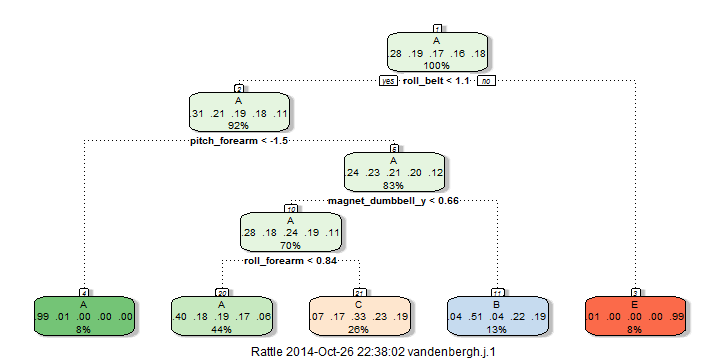 1
A
.28 .19 .17 .16 .18
100%
yes roll_belt < 1.1 no
2
A
.31 .21 .19 .18 .11
92%
pitch_forearm < -1.5
5
A
.24 .23 .21 .20 .12
83%
magnet_dumbbell_y < 0.66
10
A
.28 .18 .24 .19 .11
70%
roll_forearm < 0.84
4
A
.99 .01 .00 .00 .00
8%
20
A
.40 .18 .19 .17 .06
44%
21
C
.07 .17 .33 .23 .19
26%
11
B
.04 .51 .04 .22 .19
13%
3
E
.01 .00 .00 .00 .99
8%
Rattle 2014-Oct-26 22:38:02 vandenbergh.j.1